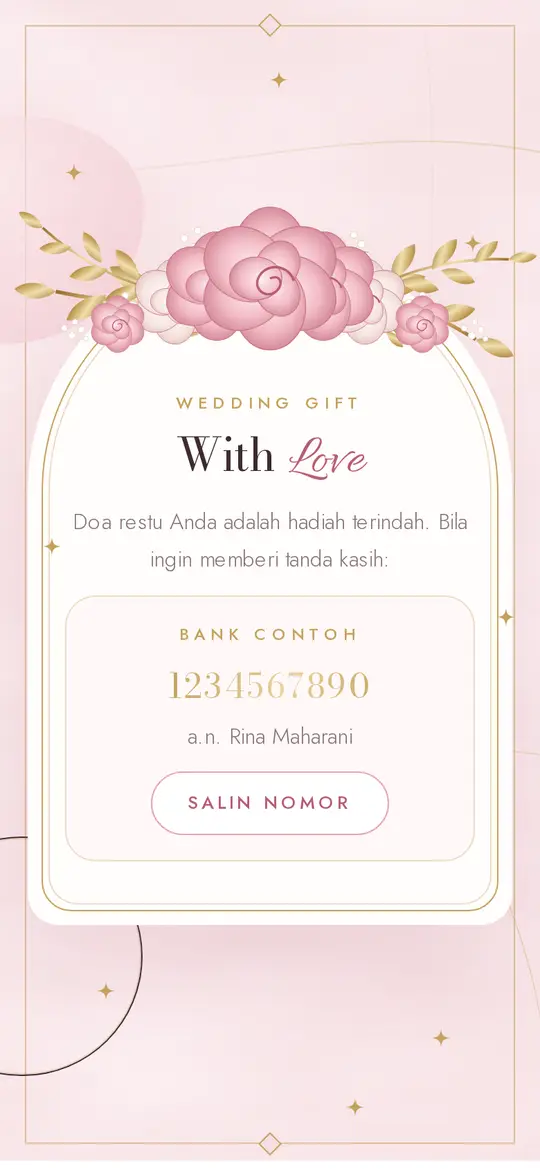 WEDDING GIFT
With Love
Doa restu Anda adalah hadiah terindah. Bila
ingin memberi tanda kasih:
BANK CONTOH
1234567890
a.n. Rina Maharani
SALIN NOMOR